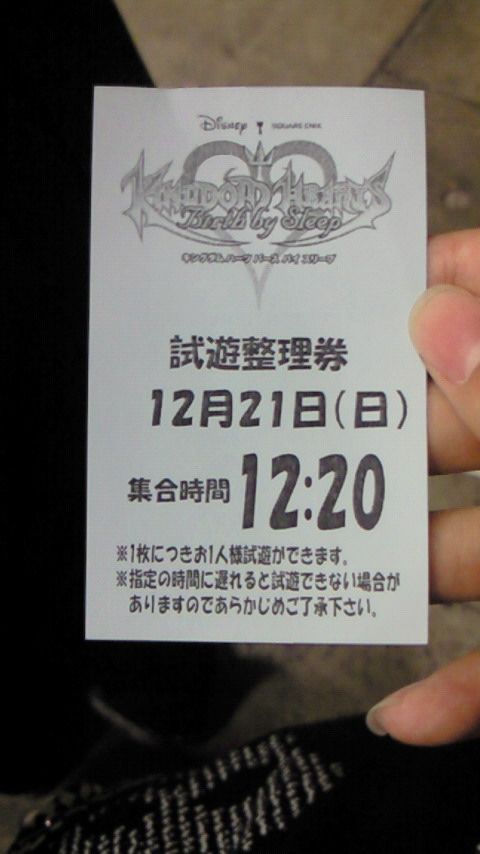 Disney SQUARE ENIX
KINGDOM HEARTS
Birth by Sleep
キングダム ハーツ バース バイ スリープ
試遊整理券
12月21日(日)
集合時間 12:20
※1枚につきお1人様試遊ができます。
※指定の時間に遅れると試遊できない場合が
ありますのであらかじめご了承下さい。